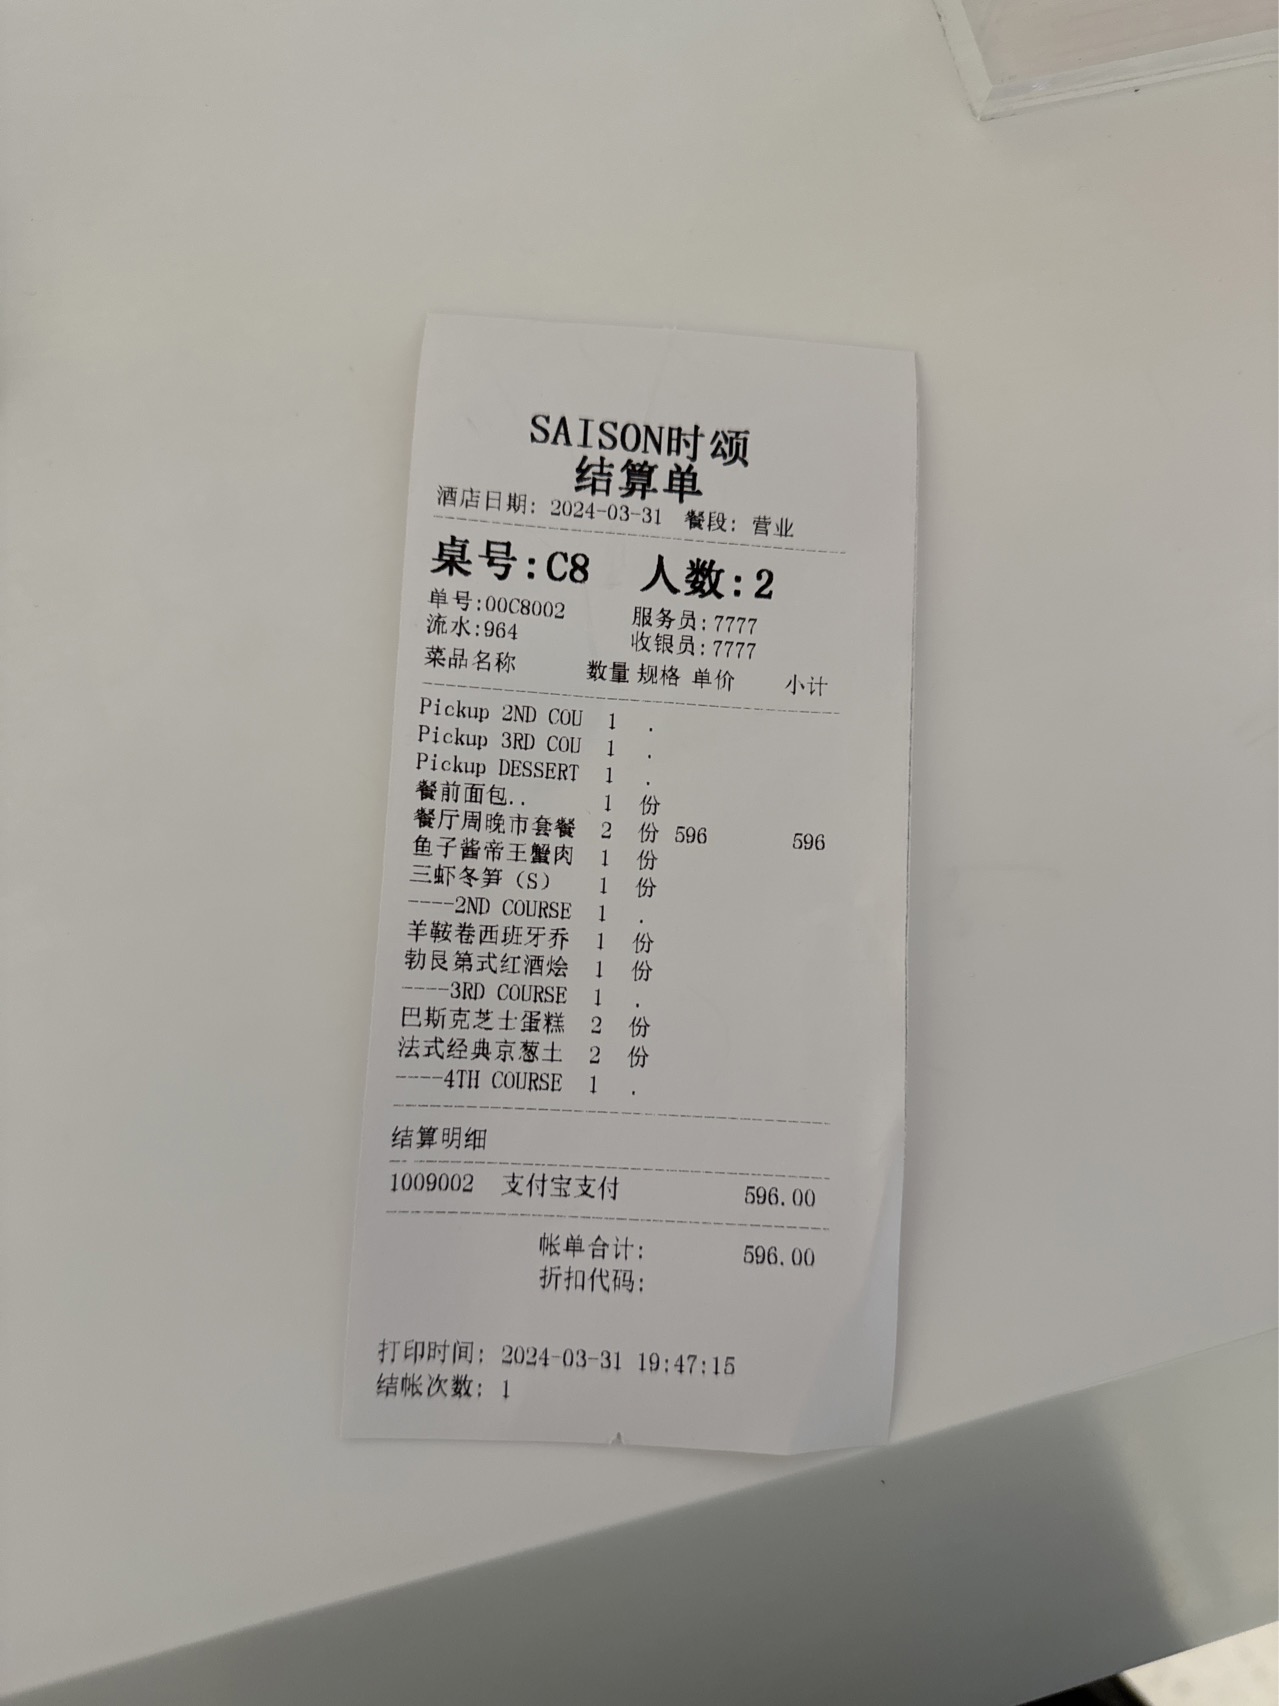 SAISON时颂
结算单
酒店日期: 2024-03-31 餐段: 营业
桌号:C8 人数:2
单号:00C8002 服务员:7777
流水:964 收银员:7777
菜品名称 数量 规格 单价 小计
Pickup 2ND COU 1 .
Pickup 3RD COU 1 .
Pickup DESSERT 1 .
餐前面包.. 1 份
餐厅周晚市套餐 2 份 596 596
鱼子酱帝王蟹肉 1 份
三虾冬笋（S） 1 份
----2ND COURSE 1 .
羊鞍卷西班牙乔 1 份
勃艮第式红酒烩 1 份
----3RD COURSE 1 .
巴斯克芝士蛋糕 2 份
法式经典京葱土 2 份
----4TH COURSE 1 .
结算明细
1009002 支付宝支付 596.00
帐单合计: 596.00
折扣代码:
打印时间: 2024-03-31 19:47:15
结帐次数: 1